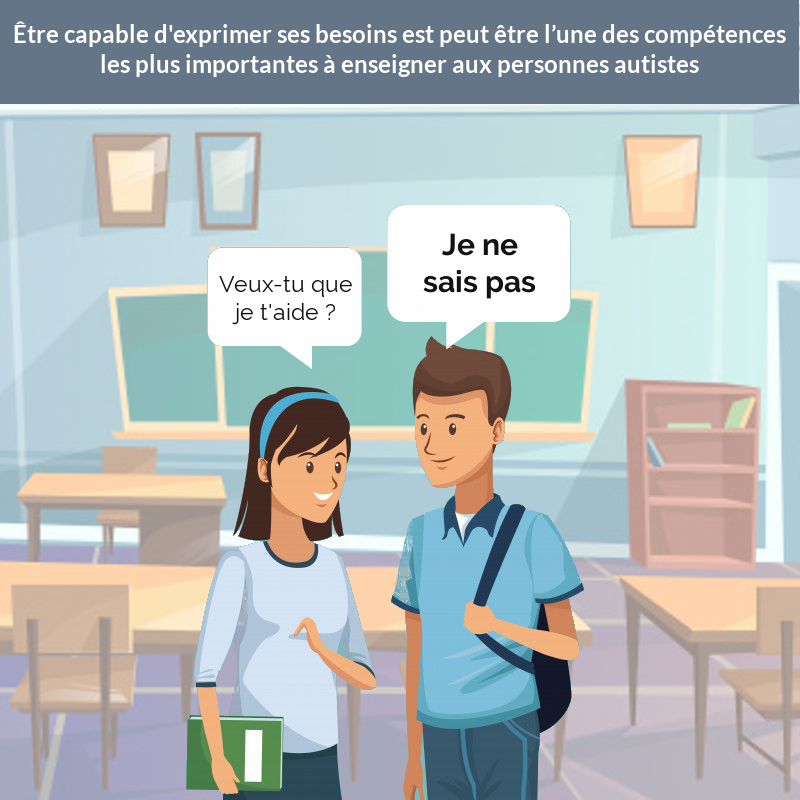 Être capable d'exprimer ses besoins est peut être l’une des compétences
les plus importantes à enseigner aux personnes autistes
Veux-tu que
je t'aide ?
Je ne
sais pas